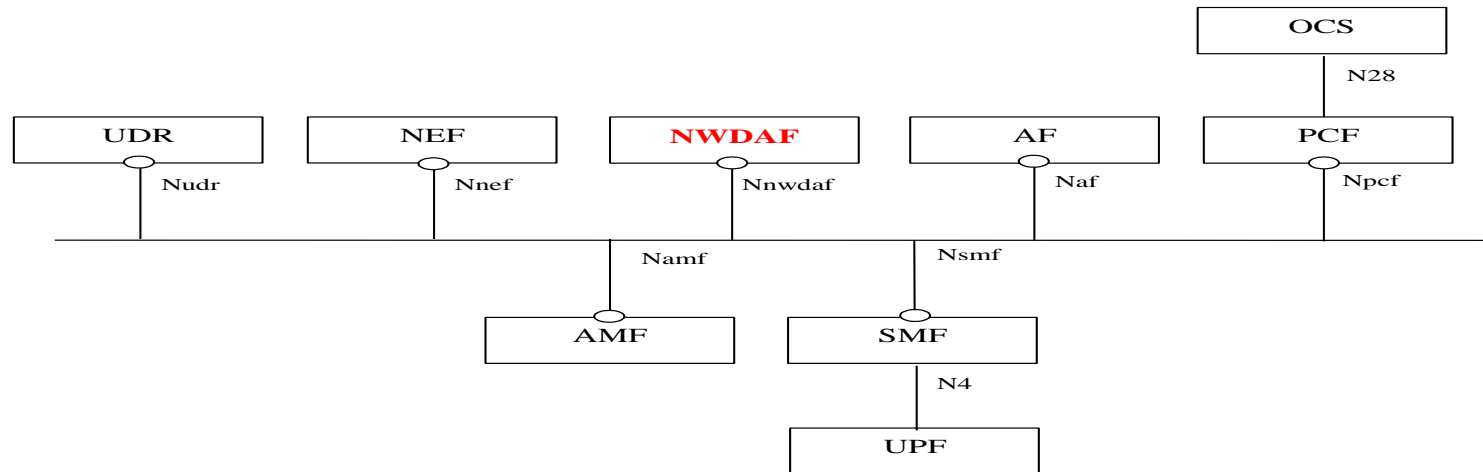 OCS
N28
UDR
NEF
NWDAF
AF
PCF
Nudr
Nnef
Nnwdaf
Naf
Npcf
Namf
Nsmf
AMF
SMF
N4
UPF